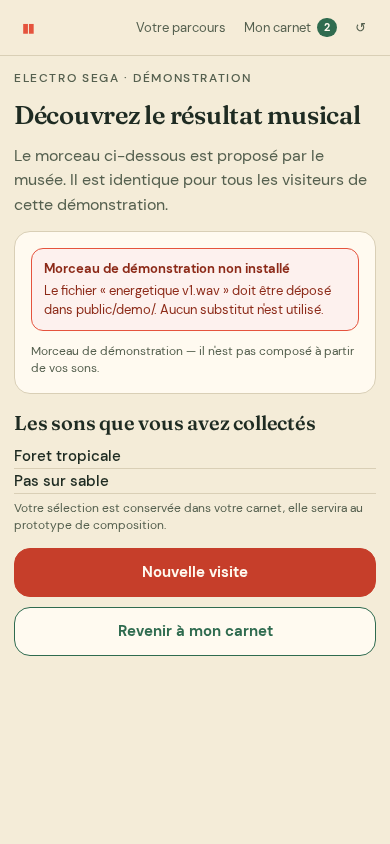 Votre parcours Mon carnet 2 ↺
ELECTRO SEGA · DÉMONSTRATION
Découvrez le résultat musical
Le morceau ci-dessous est proposé par le
musée. Il est identique pour tous les visiteurs de
cette démonstration.
Morceau de démonstration non installé
Le fichier « energetique v1.wav » doit être déposé
dans public/demo/. Aucun substitut n'est utilisé.
Morceau de démonstration — il n'est pas composé à partir
de vos sons.
Les sons que vous avez collectés
Foret tropicale
Pas sur sable
Votre sélection est conservée dans votre carnet, elle servira au
prototype de composition.
Nouvelle visite
Revenir à mon carnet